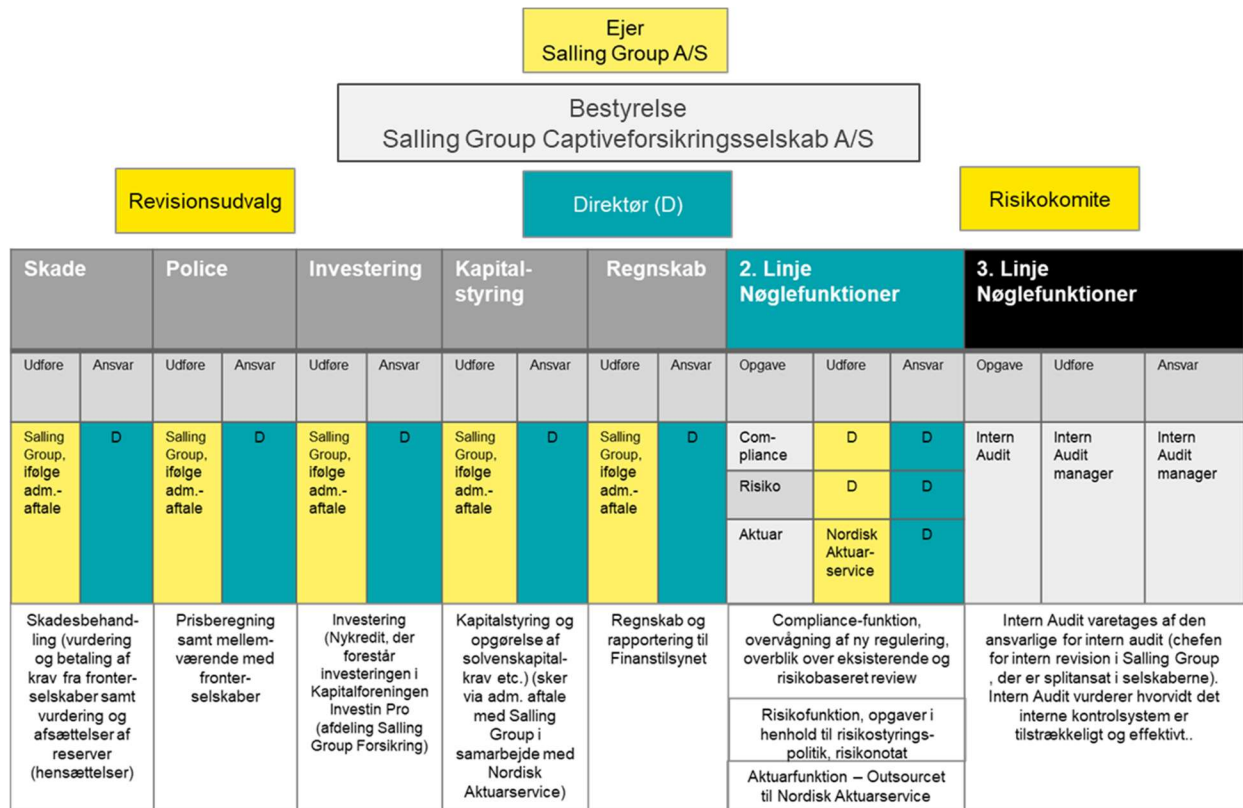 Ejer
Salling Group A/S
Bestyrelse
Salling Group Captiveforsikringsselskab A/S
Revisionsudvalg
Direktør (D)
Risikokomite
Skade
Police
Investering
Kapital-
styring
Regnskab
2. Linje
Nøglefunktioner
3. Linje
Nøglefunktioner
Udføre
Ansvar
Udføre
Ansvar
Udføre
Ansvar
Udføre
Ansvar
Udføre
Ansvar
Opgave
Udføre
Ansvar
Opgave
Udføre
Ansvar
Salling
Group,
ifølge
adm.-
aftale
D
Salling
Group,
ifølge
adm.-
aftale
D
Salling
Group,
ifølge
adm.-
aftale
D
Salling
Group,
ifølge
adm.-
aftale
D
Salling
Group,
ifølge
adm.-
aftale
D
Com-
pliance
D
D
Risiko
D
D
Aktuar
Nordisk
Aktuar-
service
D
Intern
Audit
Intern
Audit
manager
Intern
Audit
manager
Skadesbehand-
ling (vurdering
og betaling af
krav fra fronter-
selskaber samt
vurdering og
afsættelser af
reserver
(hensættelser)
Prisberegning
samt mellem-
værende med
fronter-
selskaber
Investering
(Nykredit, der
forestår
investeringen i
Kapitalforeningen
Investin Pro
(afdeling Salling
Group Forsikring)
Kapitalstyring og
opgørelse af
solvenskapital-
krav etc.) (sker
via adm. aftale
med Salling
Group i
samarbejde med
Nordisk
Aktuarservice)
Regnskab og
rapportering til
Finanstilsynet
Compliance-funktion,
overvågning af ny regulering,
overblik over eksisterende og
risikobaseret review
Risikofunktion, opgaver i
henhold til risikostyrings-
politik, risikonotat
Aktuarfunktion – Outsourcet
til Nordisk Aktuarservice
Intern Audit varetages af den
ansvarlige for intern audit (chefen
for intern revision i Salling Group
, der er splitansat i selskaberne).
Intern Audit vurderer hvorvidt det
interne kontrolsystem er
tilstrækkeligt og effektivt..